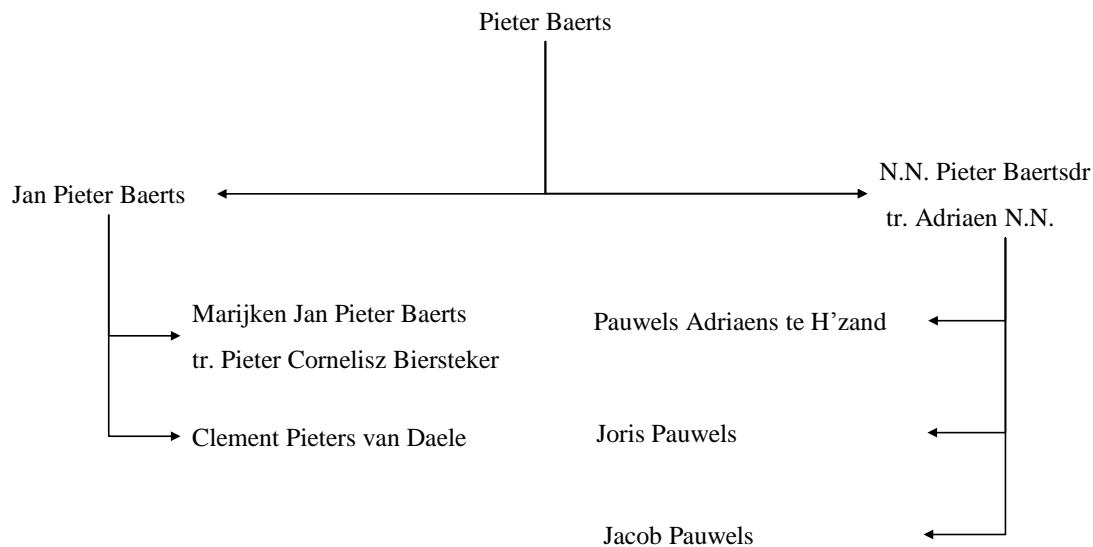 Pieter Baerts
Jan Pieter Baerts
N.N. Pieter Baertsdr
tr. Adriaen N.N.
Marijken Jan Pieter Baerts
tr. Pieter Cornelisz Biersteker
Clement Pieters van Daele
Pauwels Adriaens te H'zand
Joris Pauwels
Jacob Pauwels